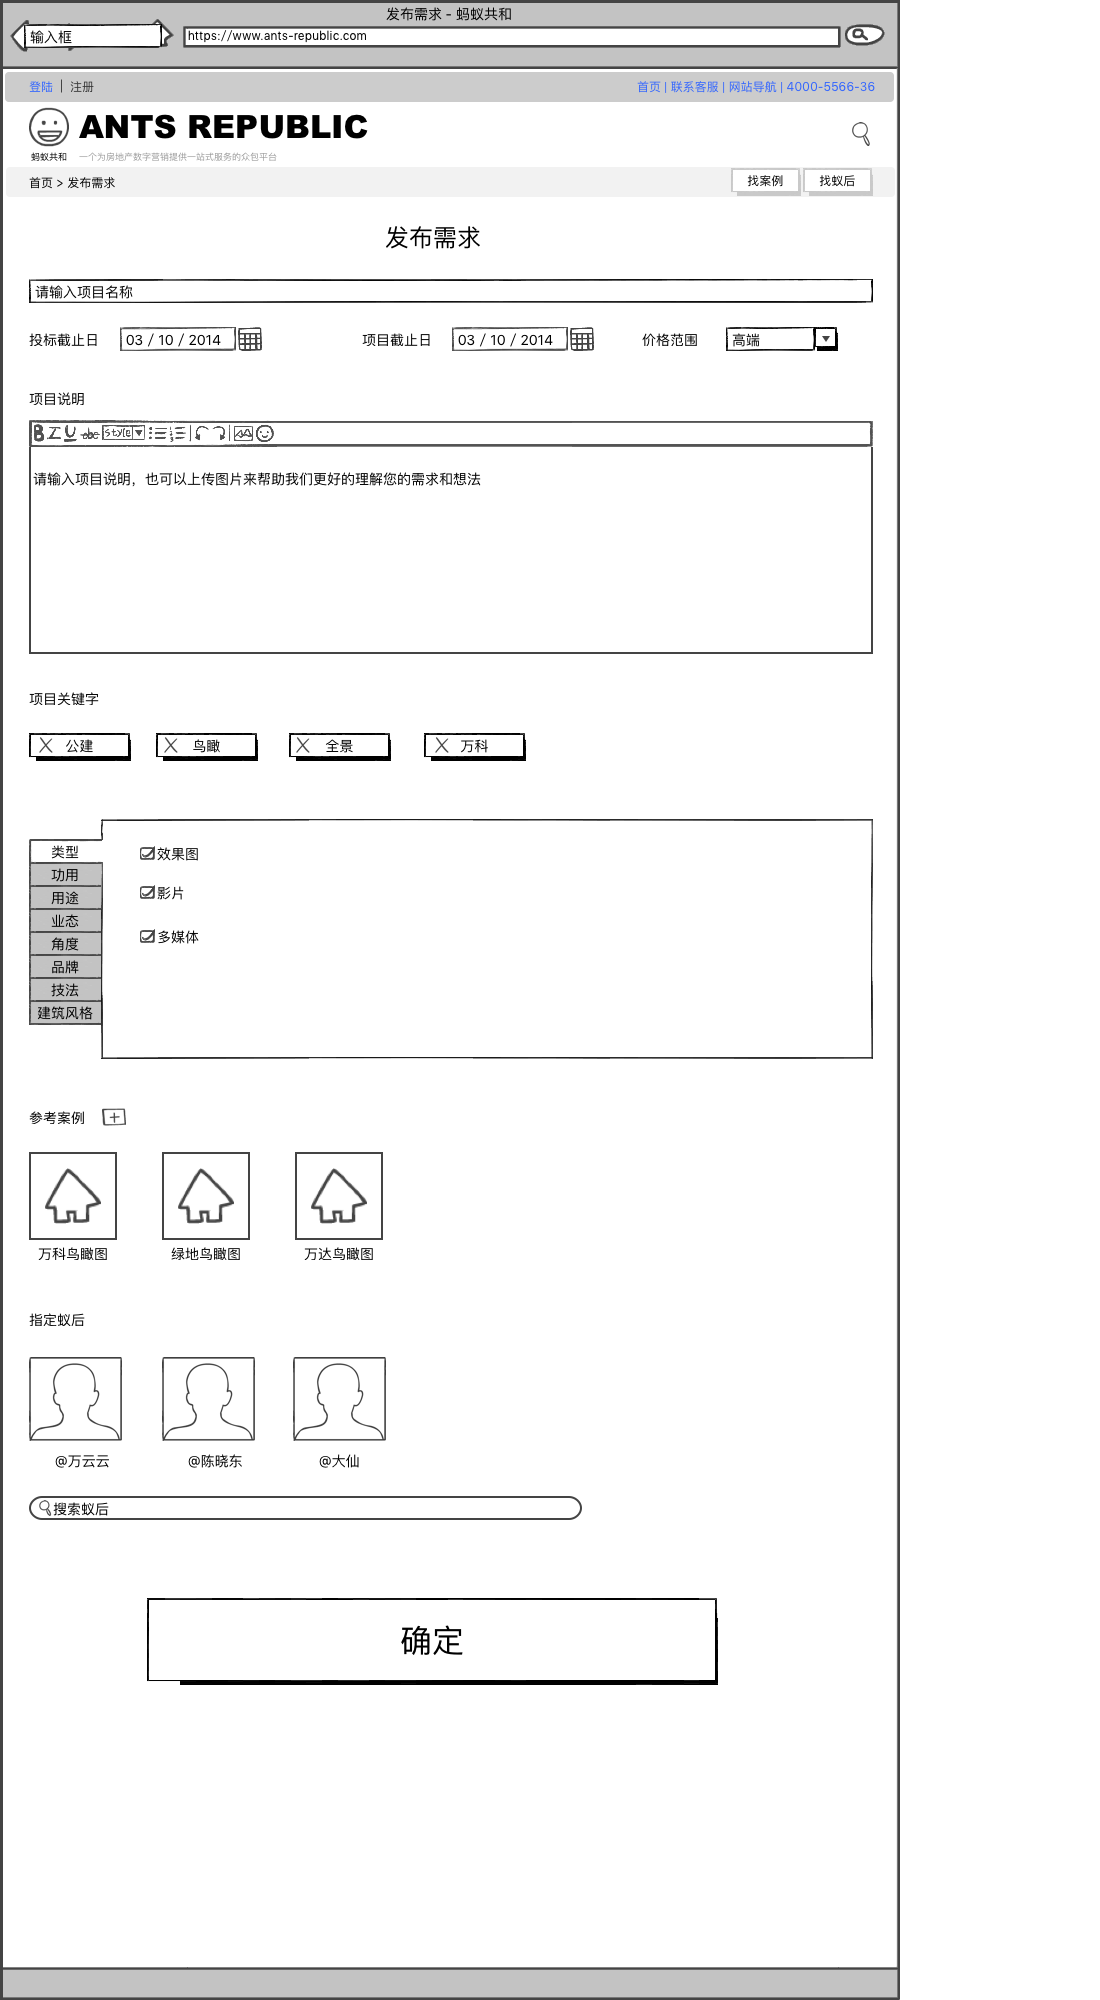 发布需求 - 蚂蚁共和
输入框
https://www.ants-republic.com
登陆 | 注册
首页 | 联系客服 | 网站导航 | 4000-5566-36
ANTS REPUBLIC
蚂蚁共和 一个为房地产数字营销提供一站式服务的众包平台
首页 > 发布需求
找案例 找蚁后
发布需求
请输入项目名称
投标截止日 03 / 10 / 2014 项目截止日 03 / 10 / 2014 价格范围 高端
项目说明
B I U abc style
请输入项目说明，也可以上传图片来帮助我们更好的理解您的需求和想法
项目关键字
公建 鸟瞰 全景 万科
类型
功用
用途
业态
角度
品牌
技法
建筑风格
效果图
影片
多媒体
参考案例
万科鸟瞰图 绿地鸟瞰图 万达鸟瞰图
指定蚁后
@万云云 @陈晓东 @大仙
搜索蚁后
确定